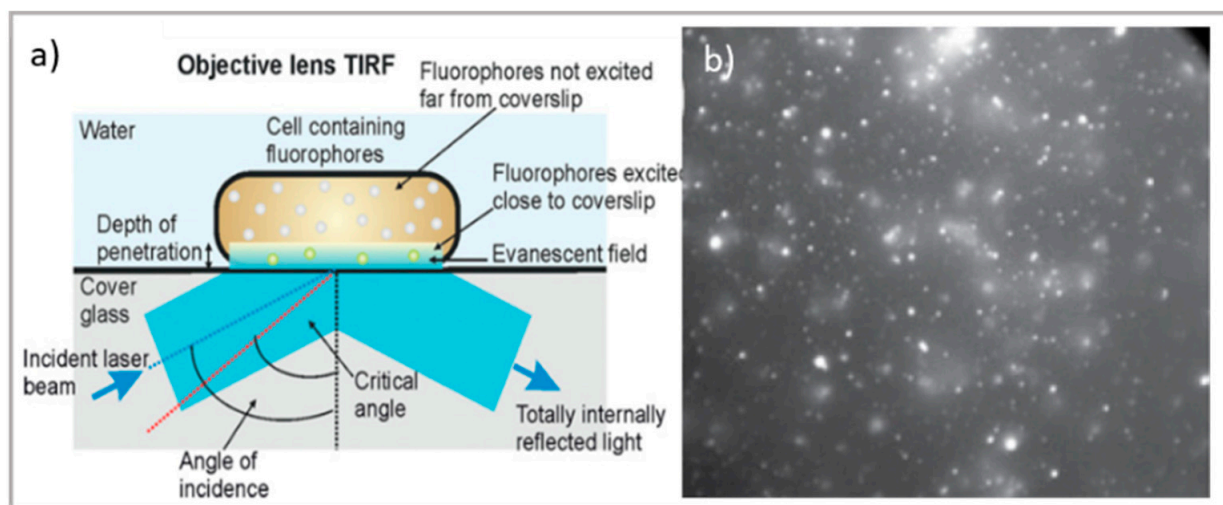 a)
Objective lens TIRF
Fluorophores not excited
far from coverslip
Water
Cell containing
fluorophores
Fluorophores excited
close to coverslip
Depth of
penetration
Evanescent field
Cover
glass
Incident laser
beam
Critical
angle
Totally internally
reflected light
Angle of
incidence
b)